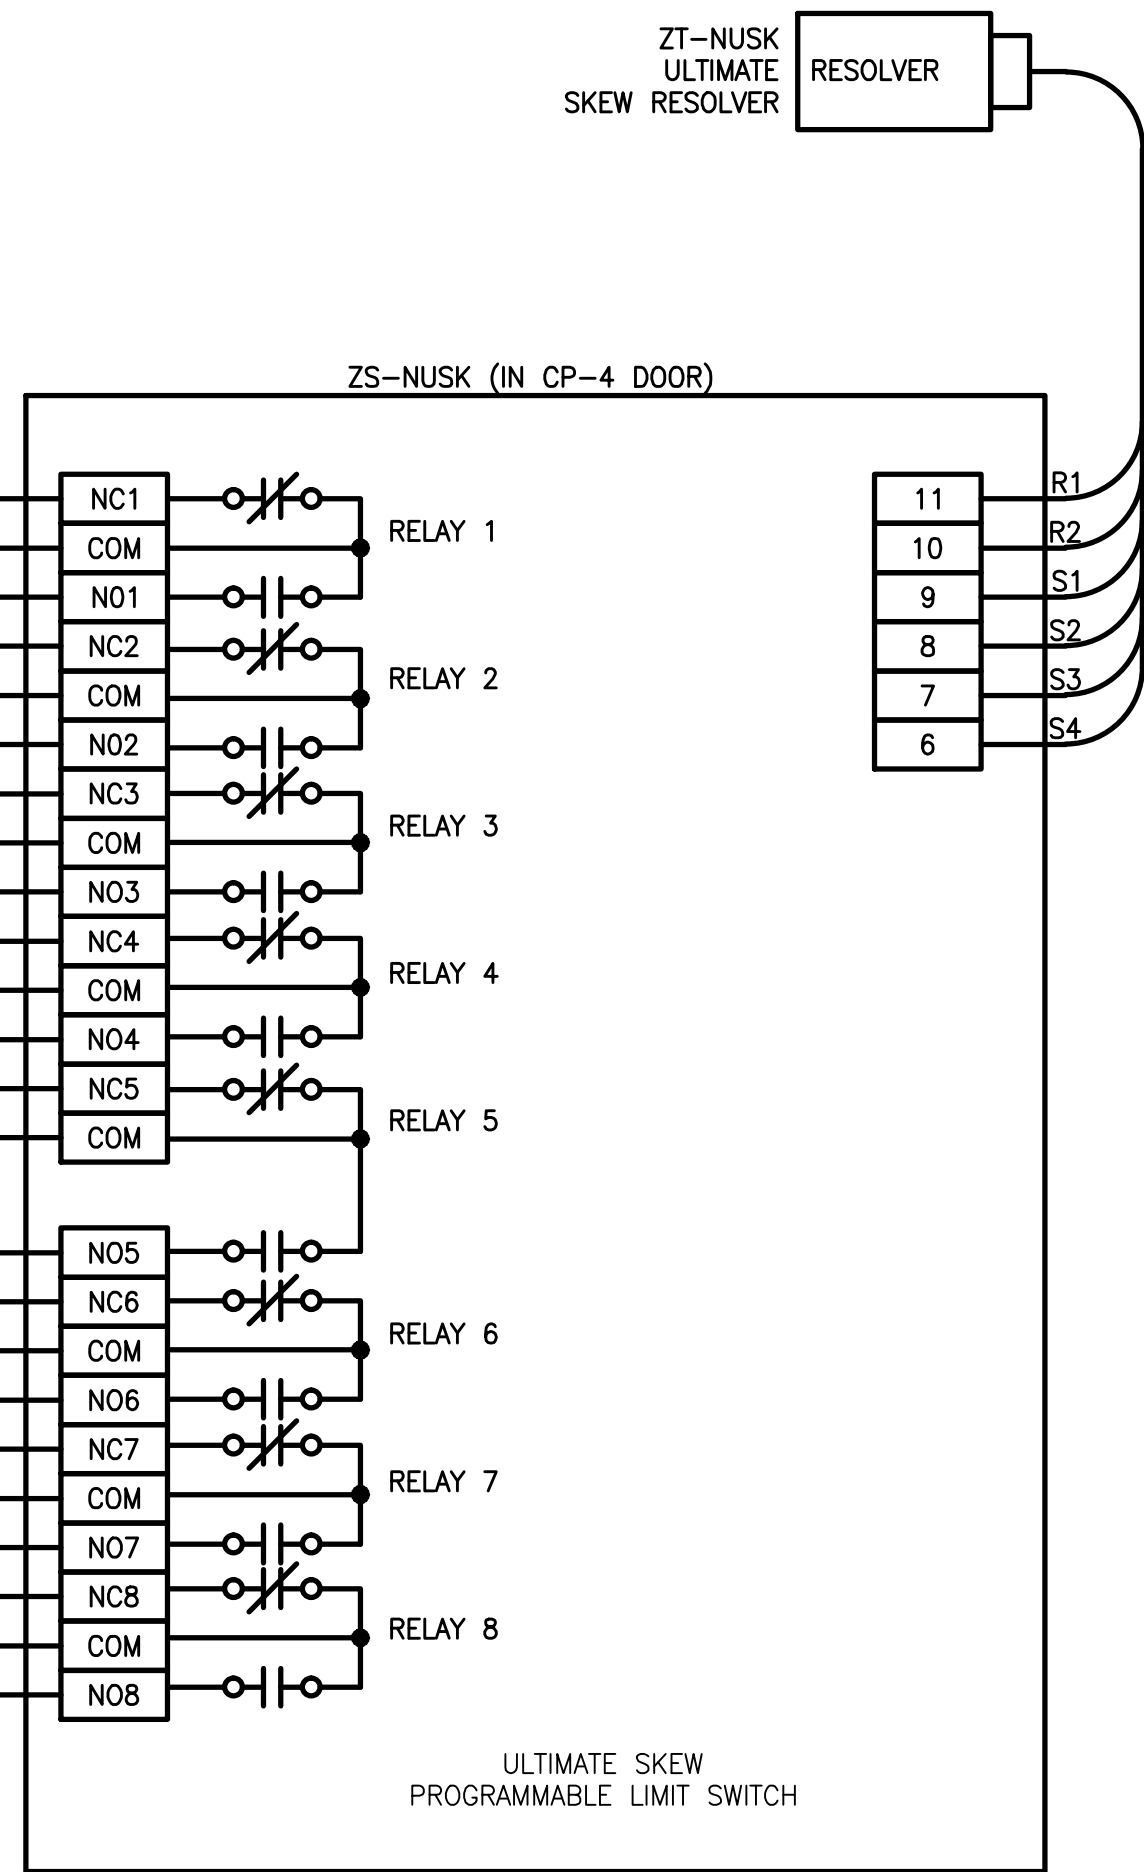 ZT-NUSK
ULTIMATE
SKEW RESOLVER
RESOLVER
ZS-NUSK (IN CP-4 DOOR)
NC1
COM
NO1
NC2
COM
NO2
NC3
COM
NO3
NC4
COM
NO4
NC5
COM
NO5
NC6
COM
NO6
NC7
COM
NO7
NC8
COM
NO8
RELAY 1
RELAY 2
RELAY 3
RELAY 4
RELAY 5
RELAY 6
RELAY 7
RELAY 8
11
10
9
8
7
6
R1
R2
S1
S2
S3
S4
ULTIMATE SKEW
PROGRAMMABLE LIMIT SWITCH